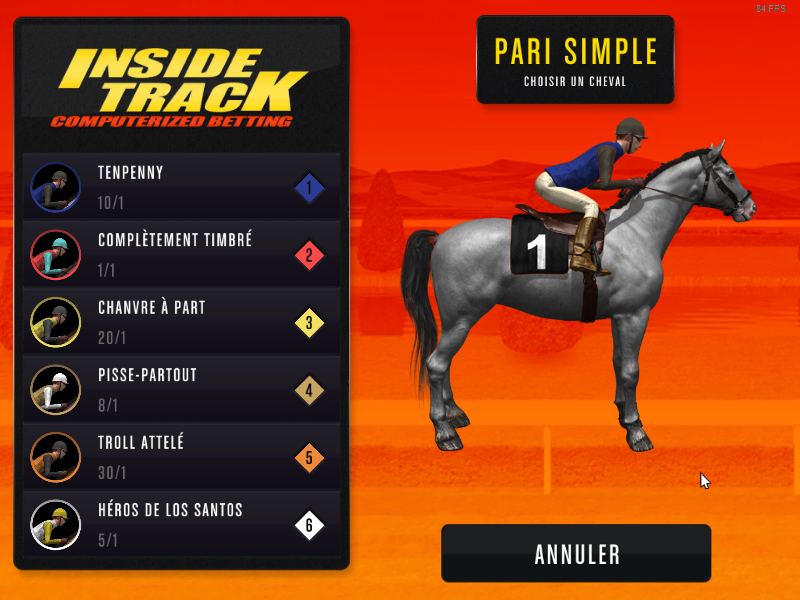 34 FPS
INSIDE
TRACK
COMPUTERIZED BETTING
TENPENNY
10/1
1
COMPLÈTEMENT TIMBRÉ
1/1
2
CHANVRE À PART
20/1
3
PISSE-PARTOUT
8/1
4
TROLL ATTELÉ
30/1
5
HÉROS DE LOS SANTOS
5/1
6
PARI SIMPLE
CHOISIR UN CHEVAL
1
ANNULER